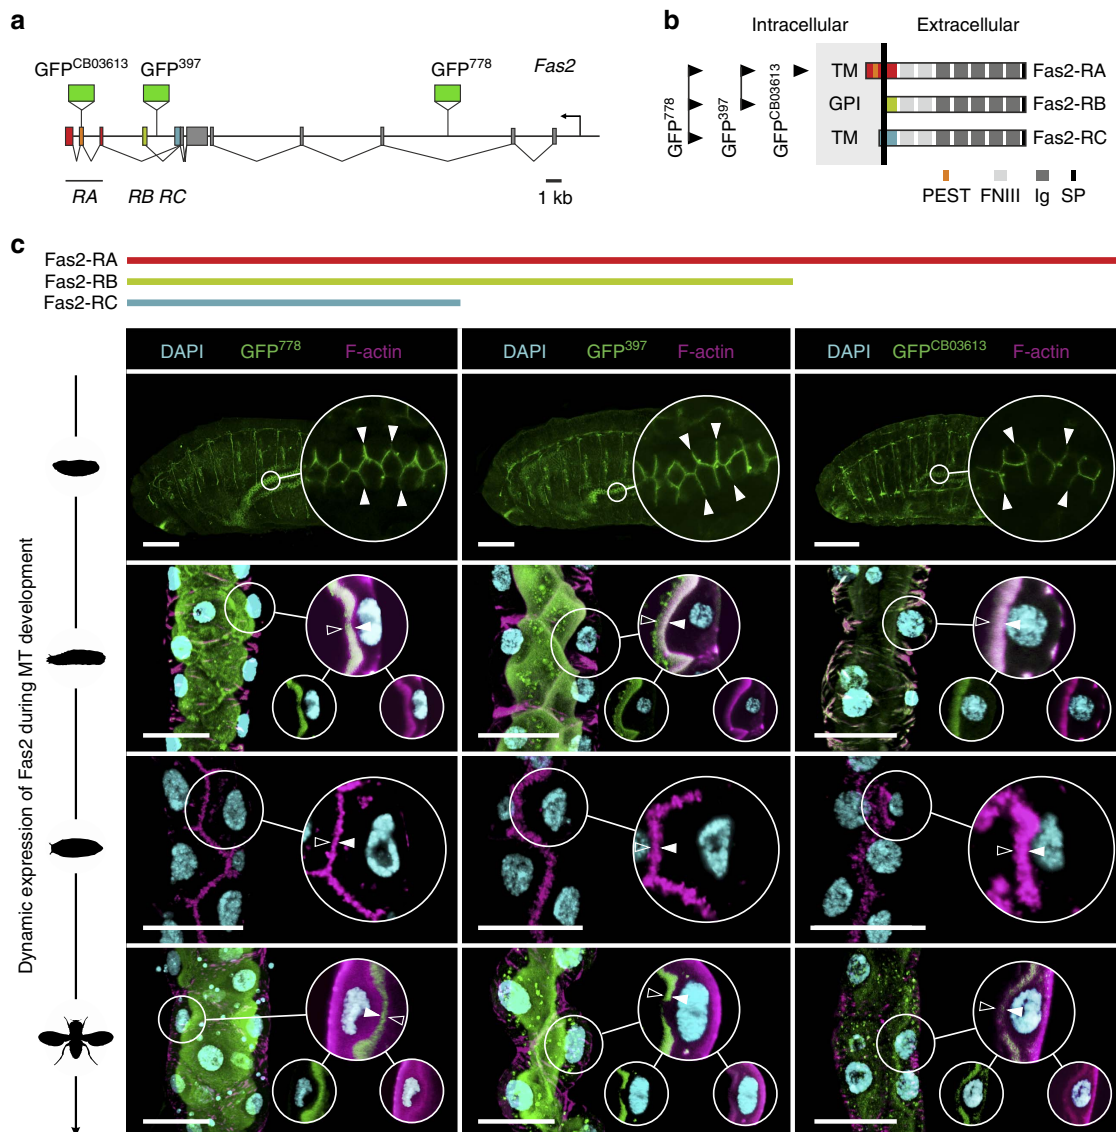 a
GFP^CB03613 GFP^397 GFP^778 Fas2
RA RB RC 1 kb
b
Intracellular Extracellular
GFP^778 GFP^397 GFP^CB03613
TM Fas2-RA
GPI Fas2-RB
TM Fas2-RC
PEST FNIII Ig SP
c
Fas2-RA
Fas2-RB
Fas2-RC
DAPI GFP^778 F-actin DAPI GFP^397 F-actin DAPI GFP^CB03613 F-actin
Dynamic expression of Fas2 during MT development